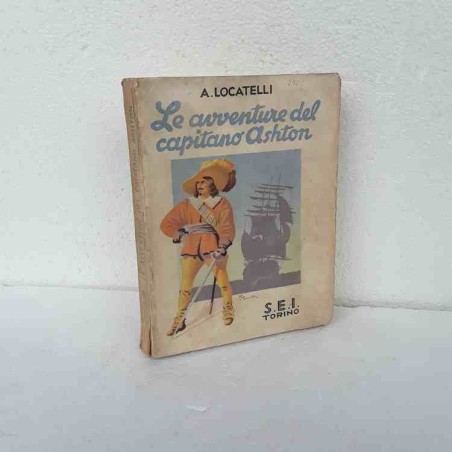 A. LOCATELLI
Le avventure del
capitano Ashton
S.E.I.
TORINO